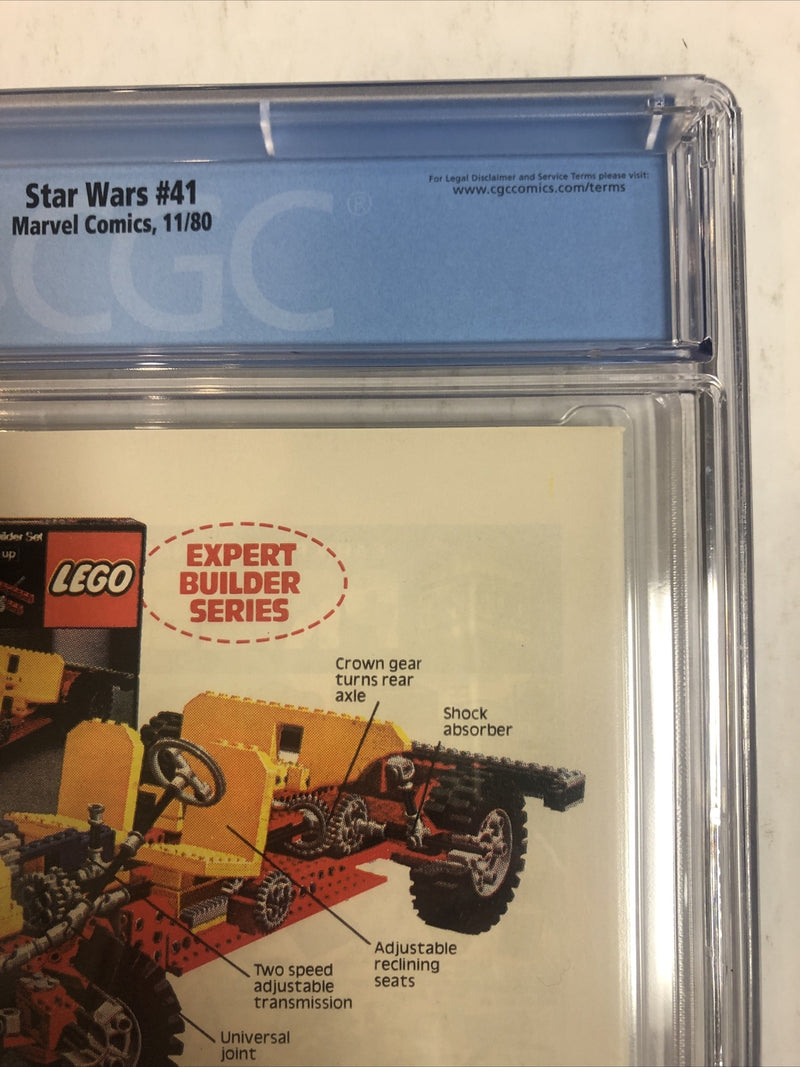 Star Wars #41
Marvel Comics, 11/80
For Legal Disclaimer and Service Terms please visit:
www.cgccomics.com/terms
CGC®
Set
up
LEGO
EXPERT
BUILDER
SERIES
Crown gear
turns rear
axle
Shock
absorber
Adjustable
reclining
seats
Two speed
adjustable
transmission
Universal
joint